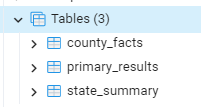 Tables (3)
county_facts
primary_results
state_summary